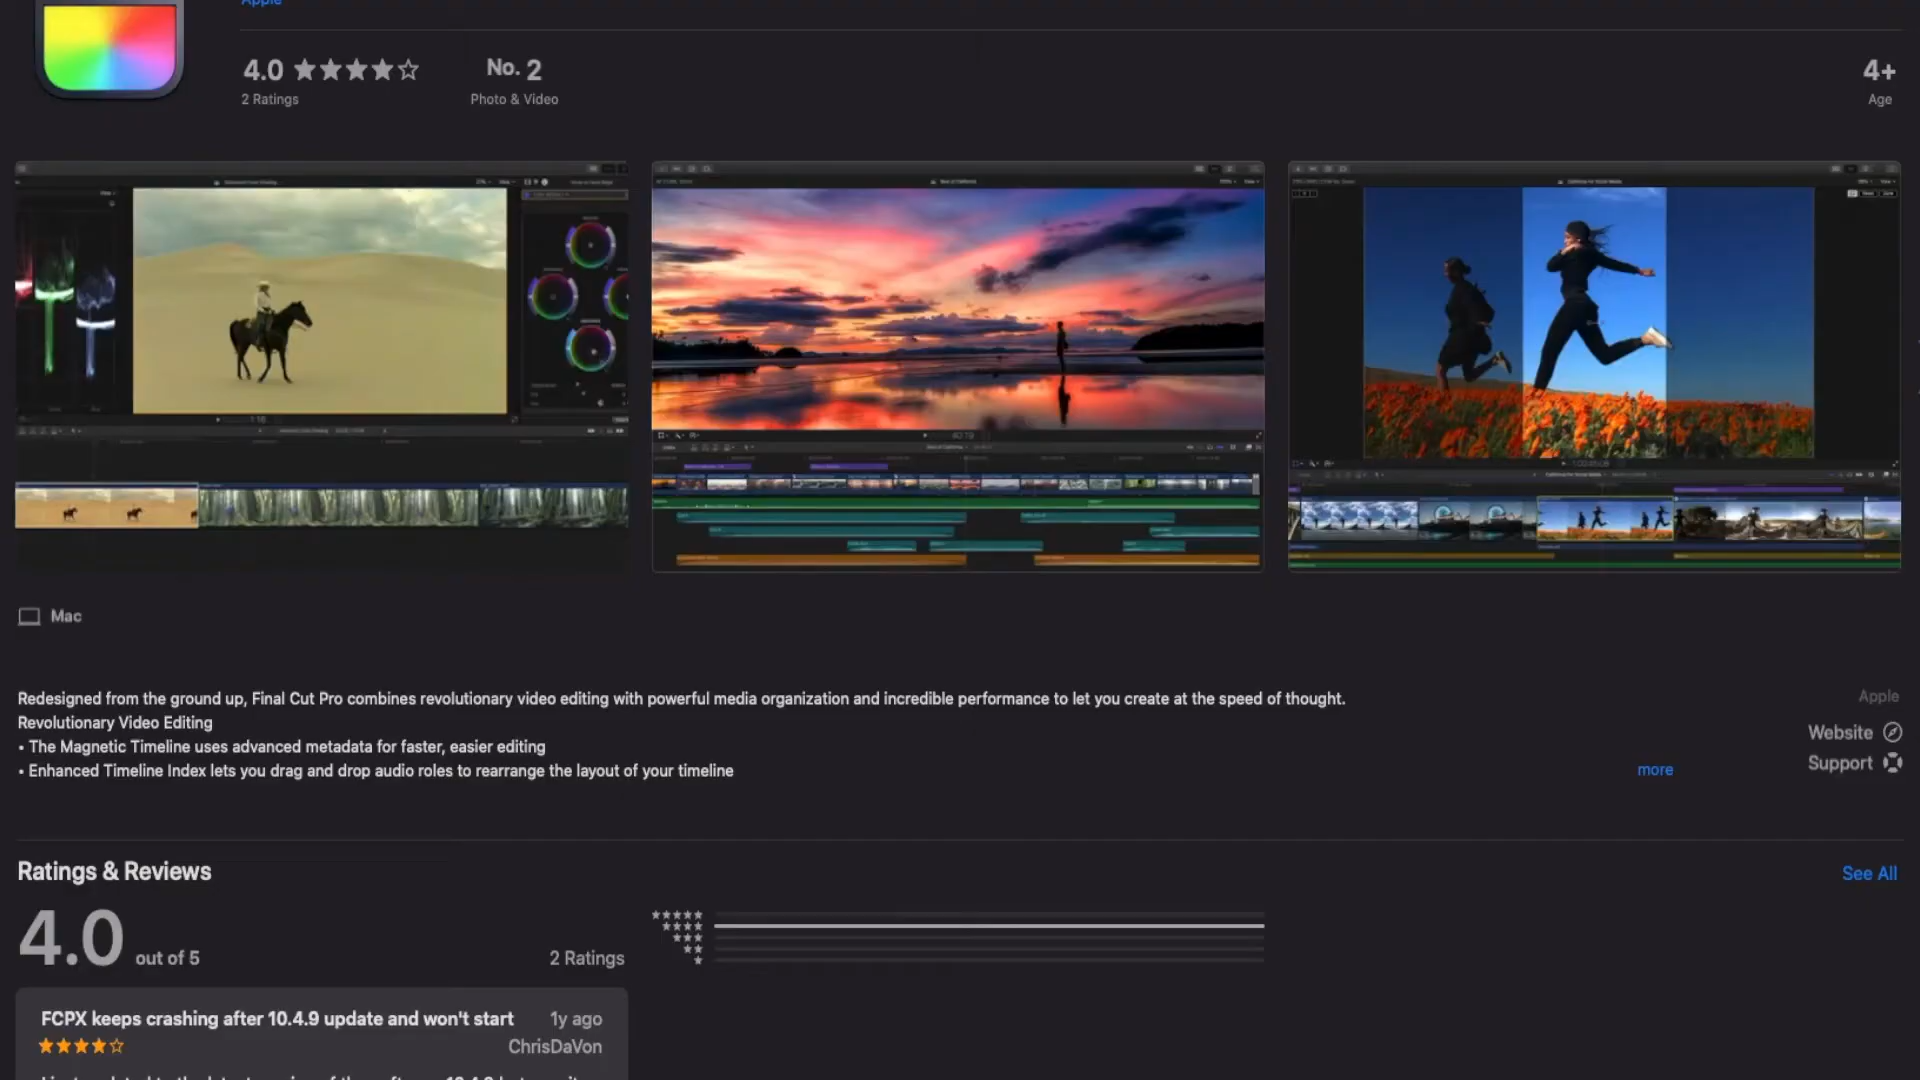 Apple
4.0
2 Ratings
No. 2
Photo & Video
4+
Age
Mac
Redesigned from the ground up, Final Cut Pro combines revolutionary video editing with powerful media organization and incredible performance to let you create at the speed of thought.
Revolutionary Video Editing
• The Magnetic Timeline uses advanced metadata for faster, easier editing
• Enhanced Timeline Index lets you drag and drop audio roles to rearrange the layout of your timeline
more
Apple
Website
Support
Ratings & Reviews
See All
4.0 out of 5
2 Ratings
FCPX keeps crashing after 10.4.9 update and won't start
1y ago
ChrisDaVon